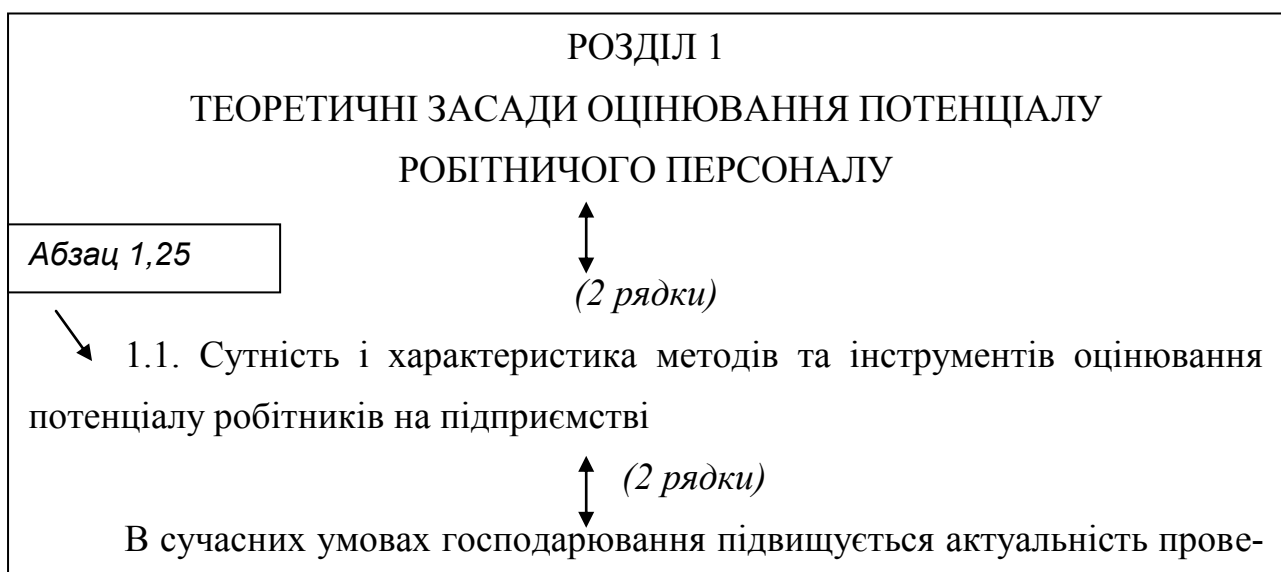 РОЗДІЛ 1
ТЕОРЕТИЧНІ ЗАСАДИ ОЦІНЮВАННЯ ПОТЕНЦІАЛУ
РОБІТНИЧОГО ПЕРСОНАЛУ
Абзац 1,25
(2 рядки)
1.1. Сутність і характеристика методів та інструментів оцінювання
потенціалу робітників на підприємстві
(2 рядки)
В сучасних умовах господарювання підвищується актуальність прове-